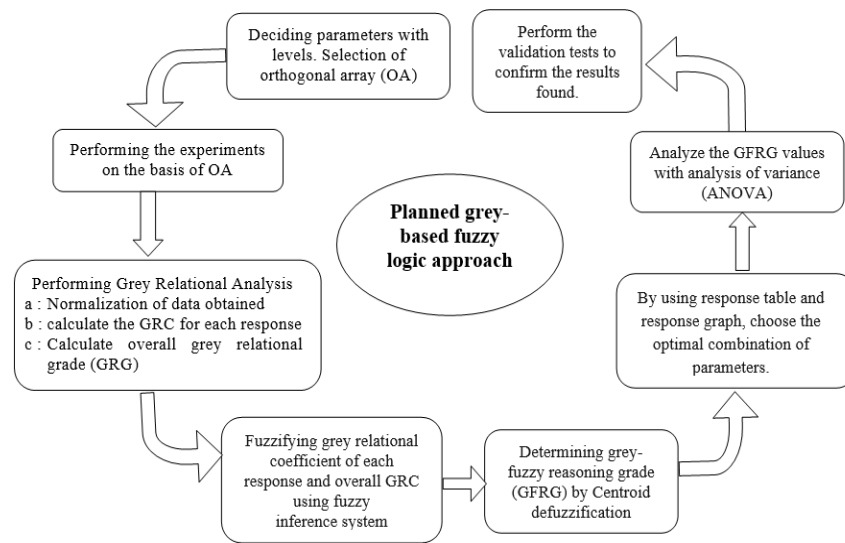 Deciding parameters with
levels. Selection of
orthogonal array (OA)
Performing the experiments
on the basis of OA
Performing Grey Relational Analysis
a : Normalization of data obtained
b : calculate the GRC for each response
c : Calculate overall grey relational
grade (GRG)
Fuzzifying grey relational
coefficient of each
response and overall GRC
using fuzzy
inference system
Determining grey-
fuzzy reasoning grade
(GFRG) by Centroid
defuzzification
By using response table and
response graph, choose the
optimal combination of
parameters.
Analyze the GFRG values
with analysis of variance
(ANOVA)
Perform the
validation tests to
confirm the results
found.
Planned grey-
based fuzzy
logic approach